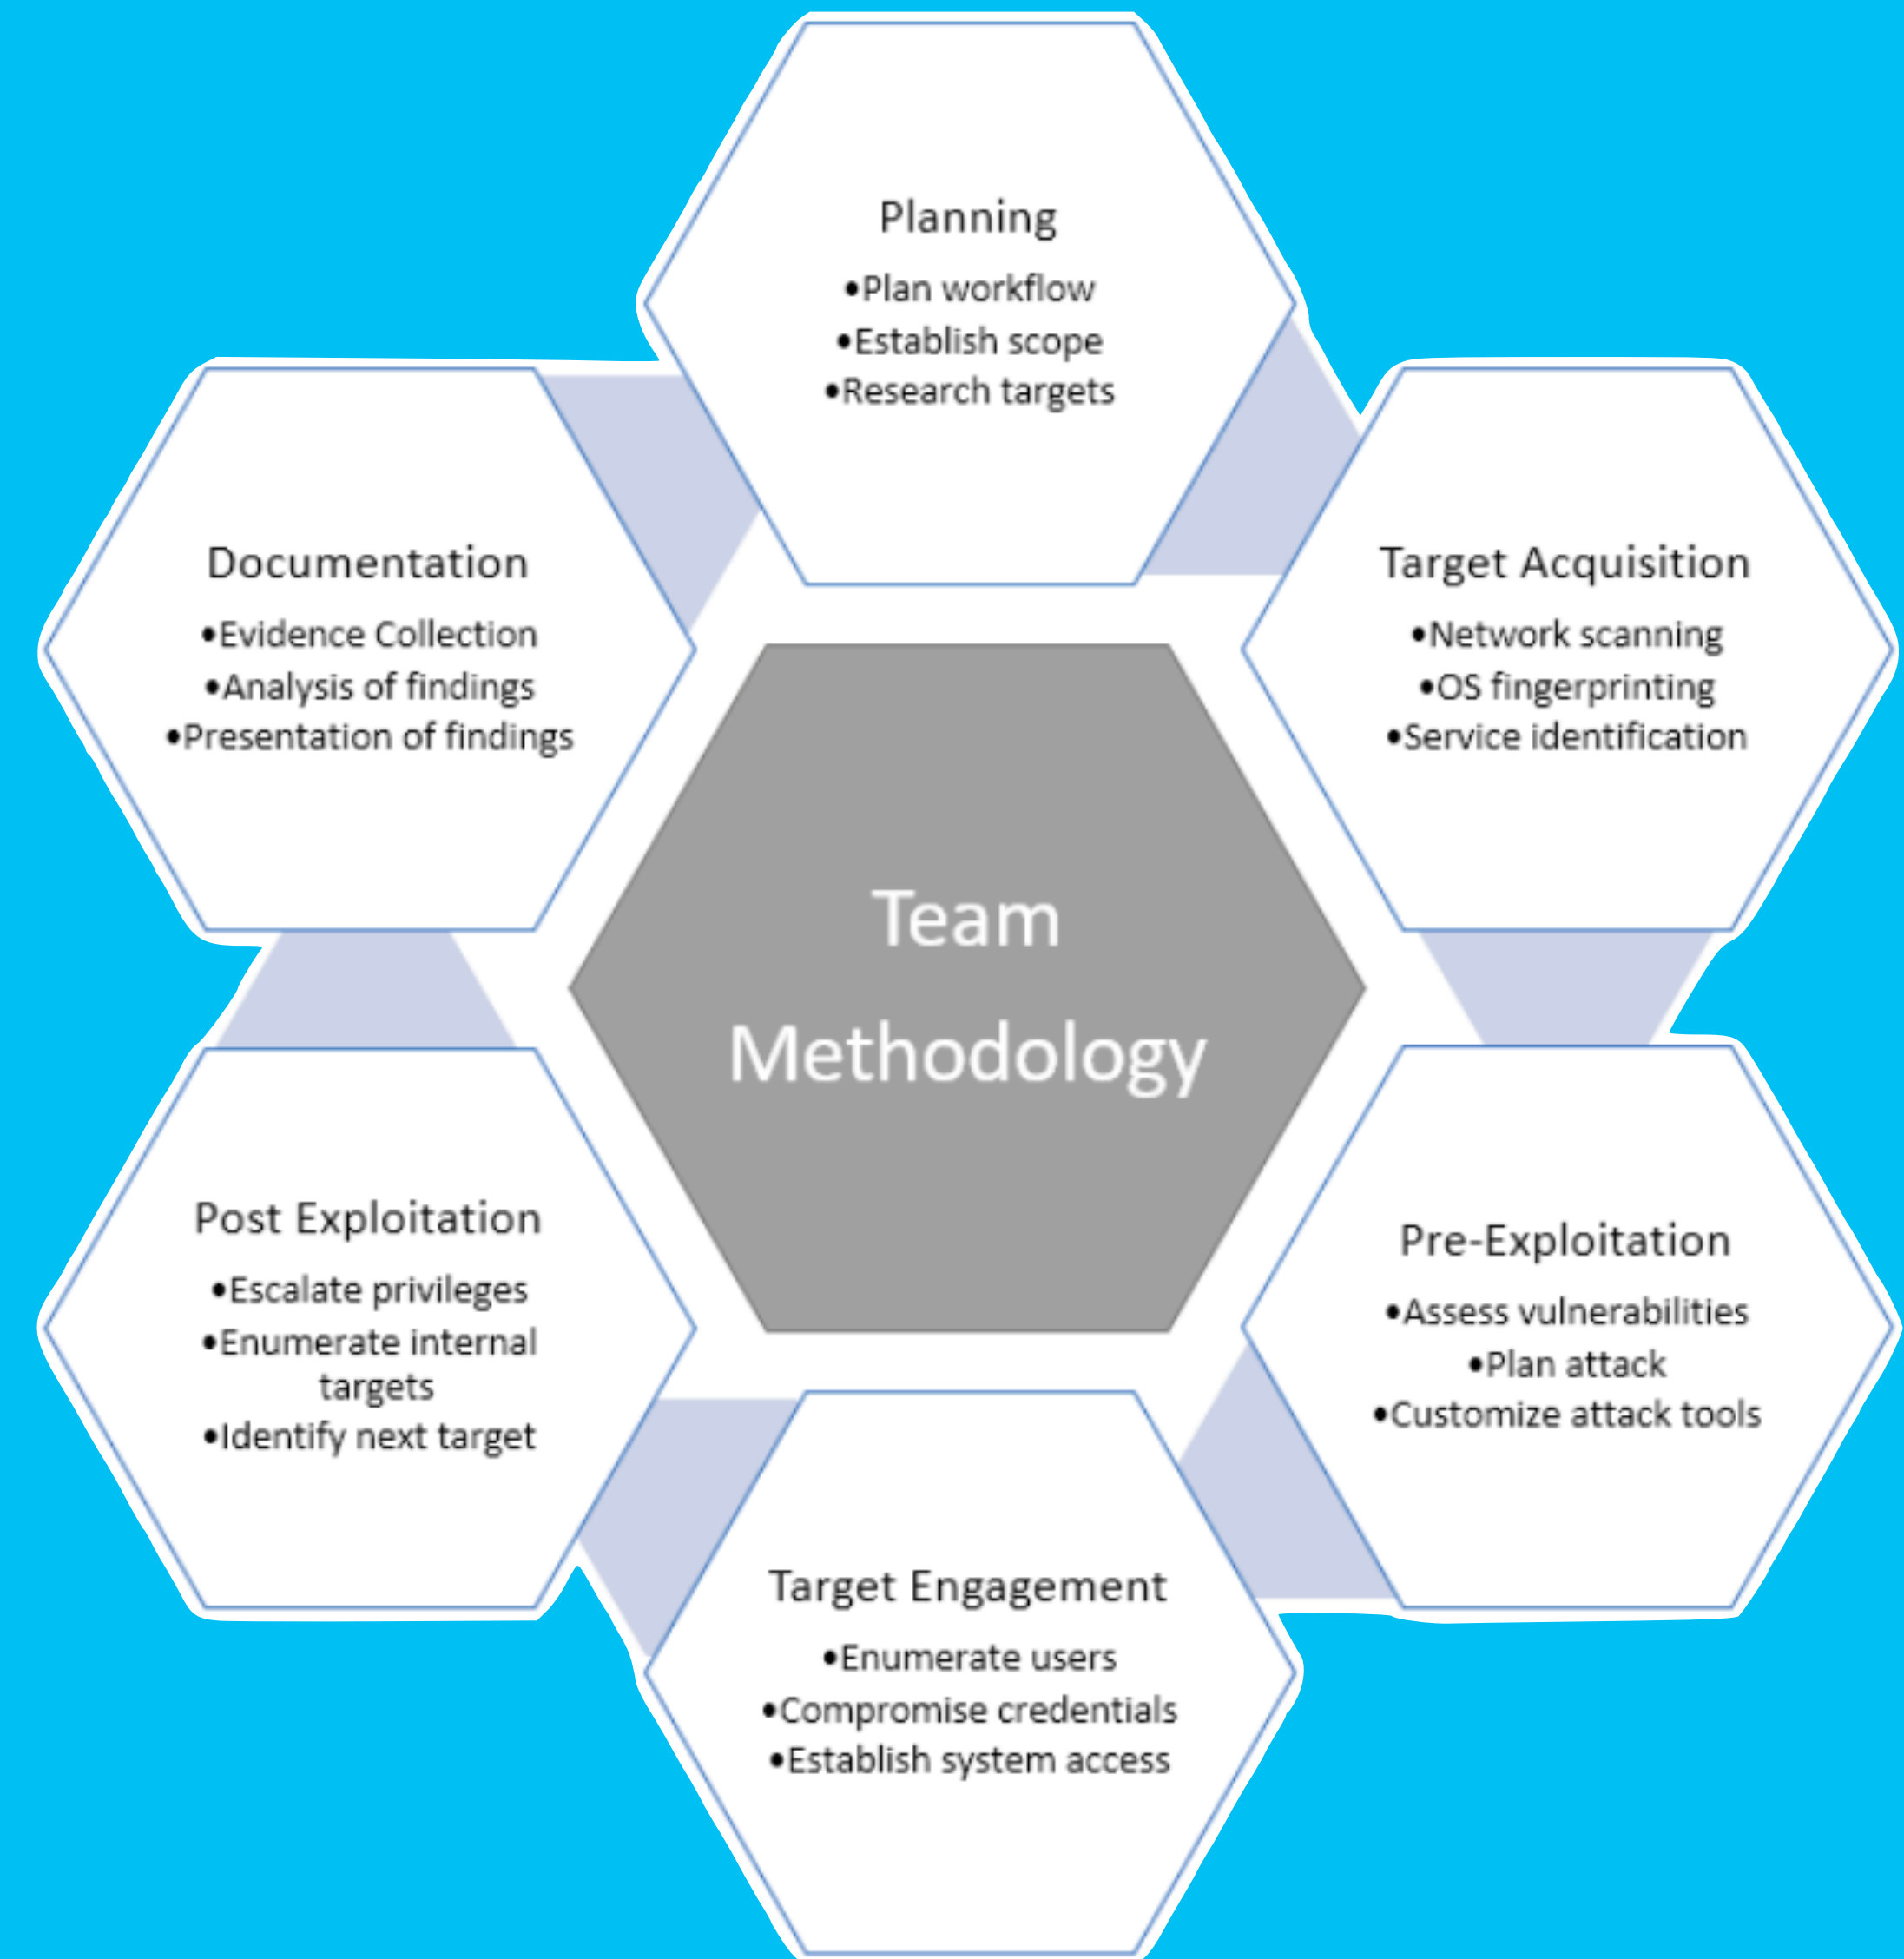 Planning
•Plan workflow
•Establish scope
•Research targets
Target Acquisition
•Network scanning
•OS fingerprinting
•Service identification
Pre-Exploitation
•Assess vulnerabilities
•Plan attack
•Customize attack tools
Target Engagement
•Enumerate users
•Compromise credentials
•Establish system access
Post Exploitation
•Escalate privileges
•Enumerate internal
targets
•Identify next target
Documentation
•Evidence Collection
•Analysis of findings
•Presentation of findings
Team
Methodology